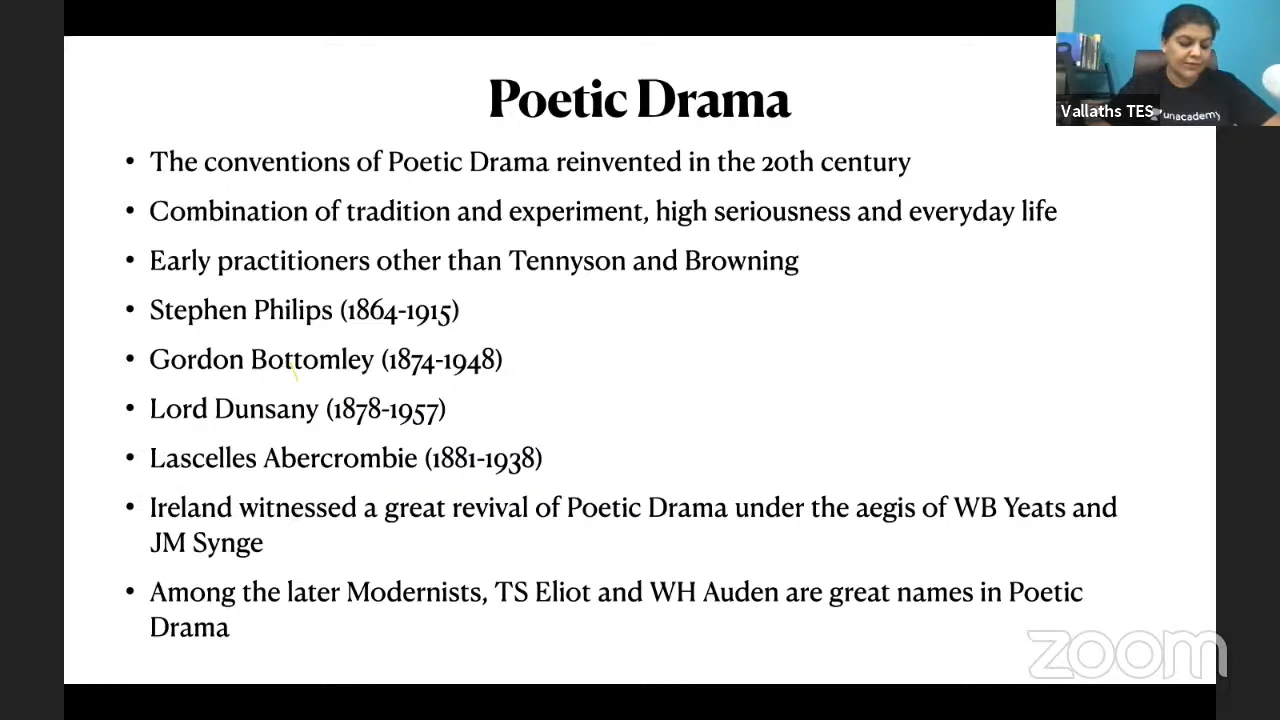 Poetic Drama
Vallaths TES
unacademy
• The conventions of Poetic Drama reinvented in the 20th century
• Combination of tradition and experiment, high seriousness and everyday life
• Early practitioners other than Tennyson and Browning
• Stephen Philips (1864-1915)
• Gordon Bottomley (1874-1948)
• Lord Dunsany (1878-1957)
• Lascelles Abercrombie (1881-1938)
• Ireland witnessed a great revival of Poetic Drama under the aegis of WB Yeats and
JM Synge
• Among the later Modernists, TS Eliot and WH Auden are great names in Poetic
Drama
zoom